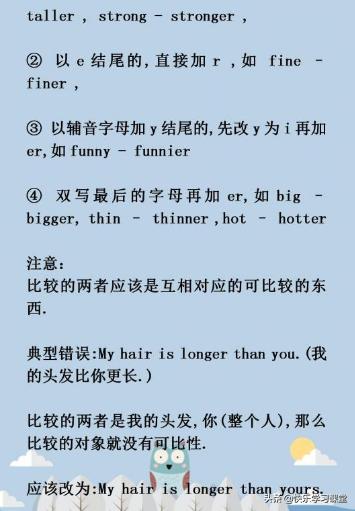 taller , strong - stronger ,
② 以 e 结尾的,直接加 r ,如 fine -
finer ,
③ 以辅音字母加 y 结尾的,先改 y 为 i 再加
er,如 funny - funnier
④ 双写最后的字母再加 er,如 big -
bigger, thin - thinner ,hot - hotter
注意:
比较的两者应该是互相对应的可比较的东
西.
典型错误:My hair is longer than you.(我
的头发比你更长.)
比较的两者是我的头发,你(整个人),那么
比较的对象就没有可比性.
应该改为:My hair is longer than yours.
头条@快乐学习课堂